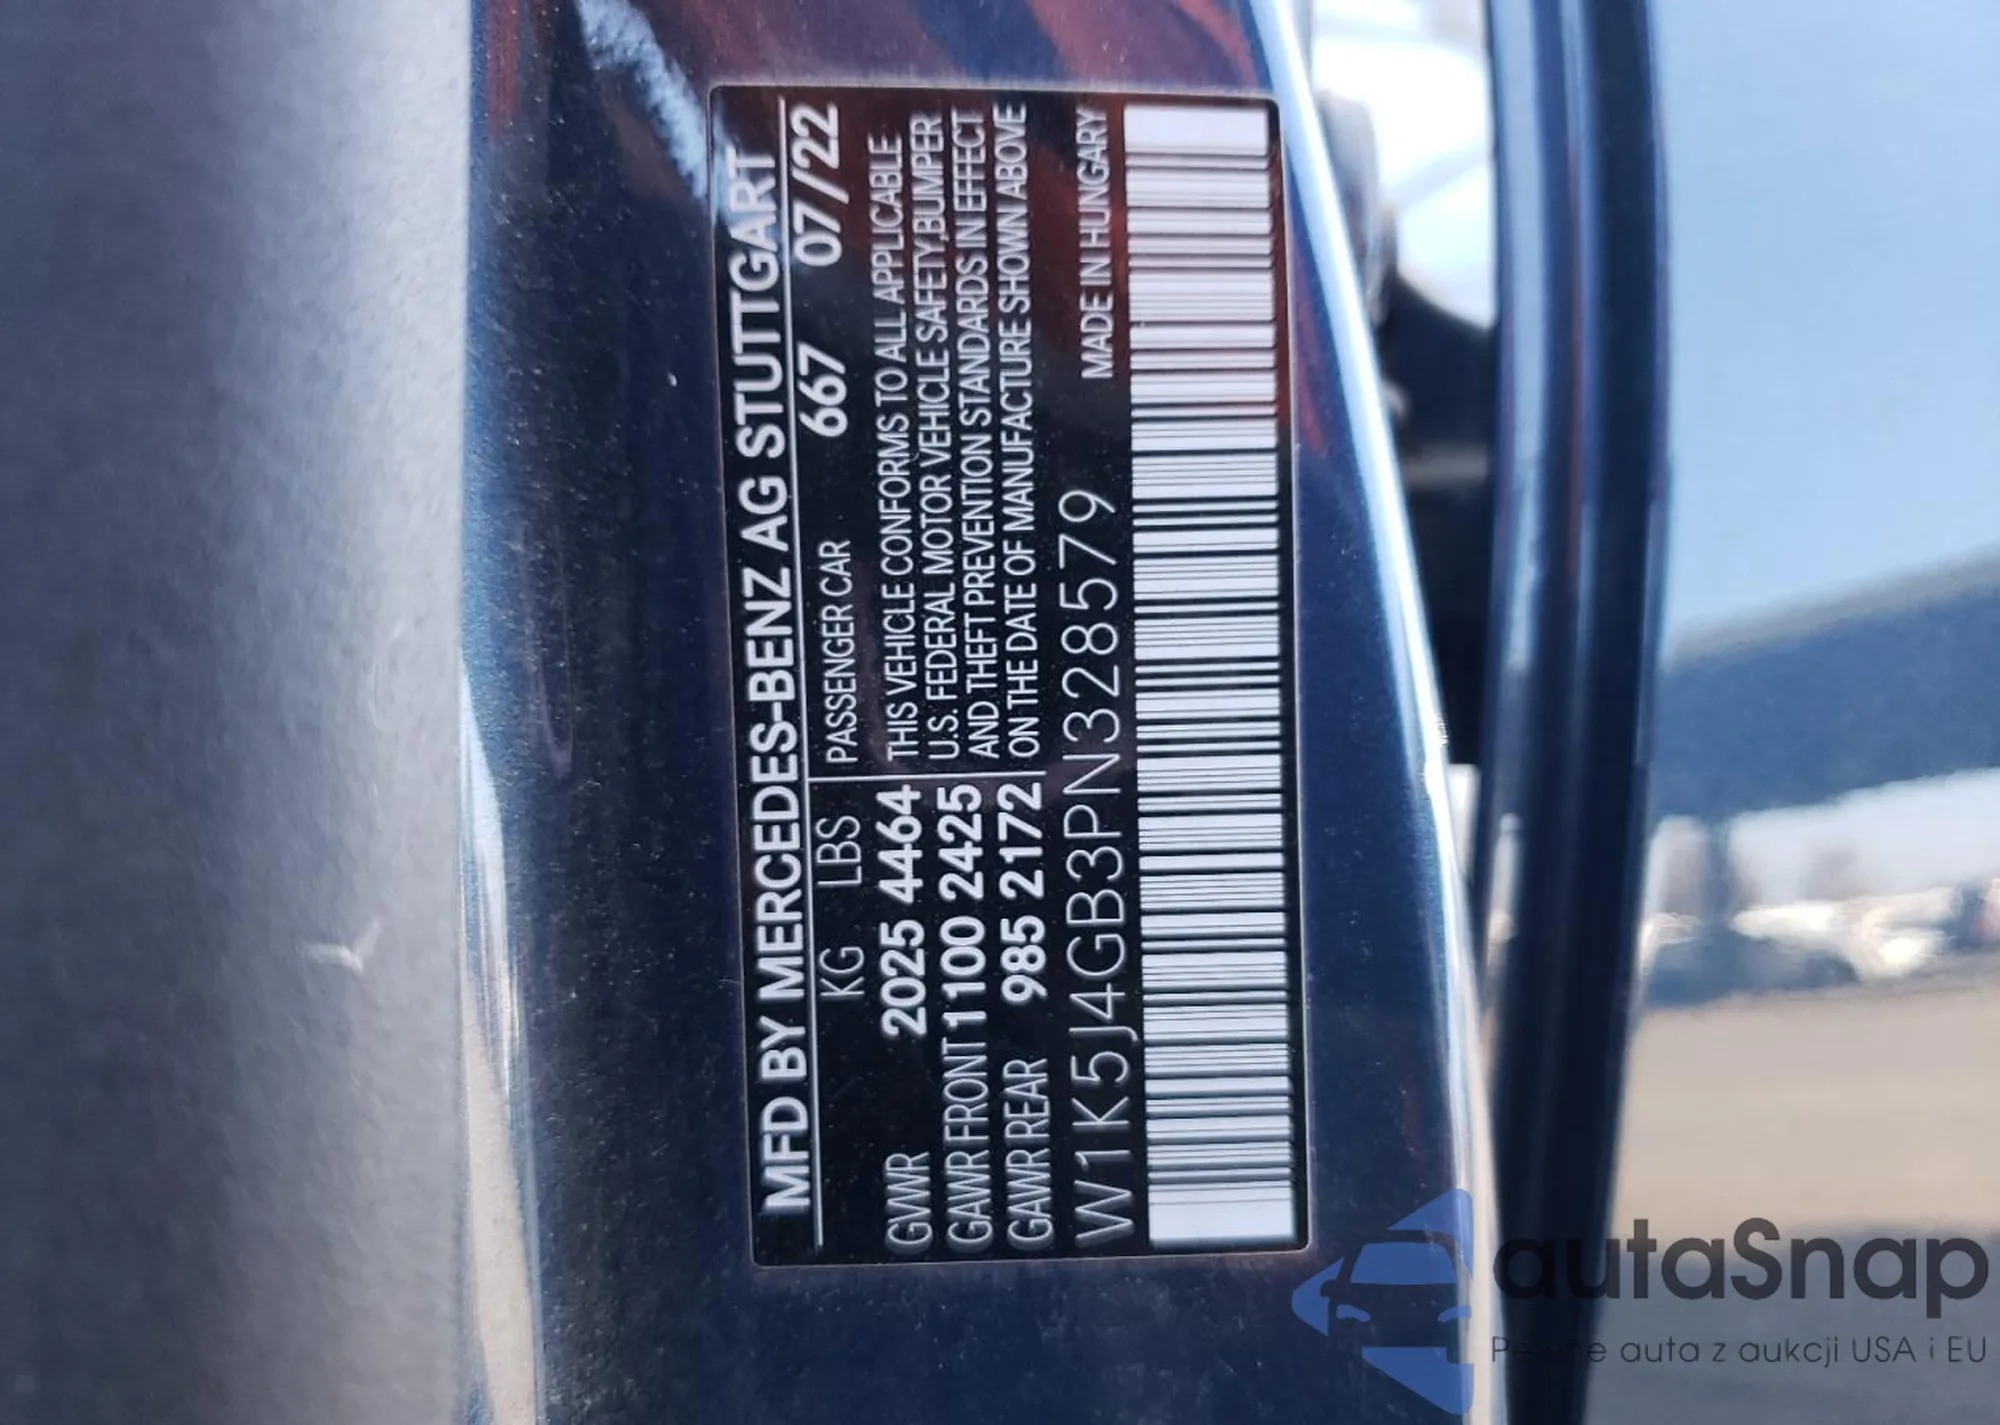 MFD BY MERCEDES-BENZ AG STUTTGART
KG LBS PASSENGER CAR 667 07/22
GWWR 2025 4464 THIS VEHICLE CONFORMS TO ALL APPLICABLE
GAWR FRONT 1100 2425 U.S. FEDERAL MOTOR VEHICLE SAFETY,BUMPER
GAWR REAR 985 2172 AND THEFT PREVENTION STANDARDS IN EFFECT
ON THE DATE OF MANUFACTURE SHOWN ABOVE
W1K5J4GB3PN328579 MADE IN HUNGARY
autaSnap
Pewne auta z aukcji USA i EU